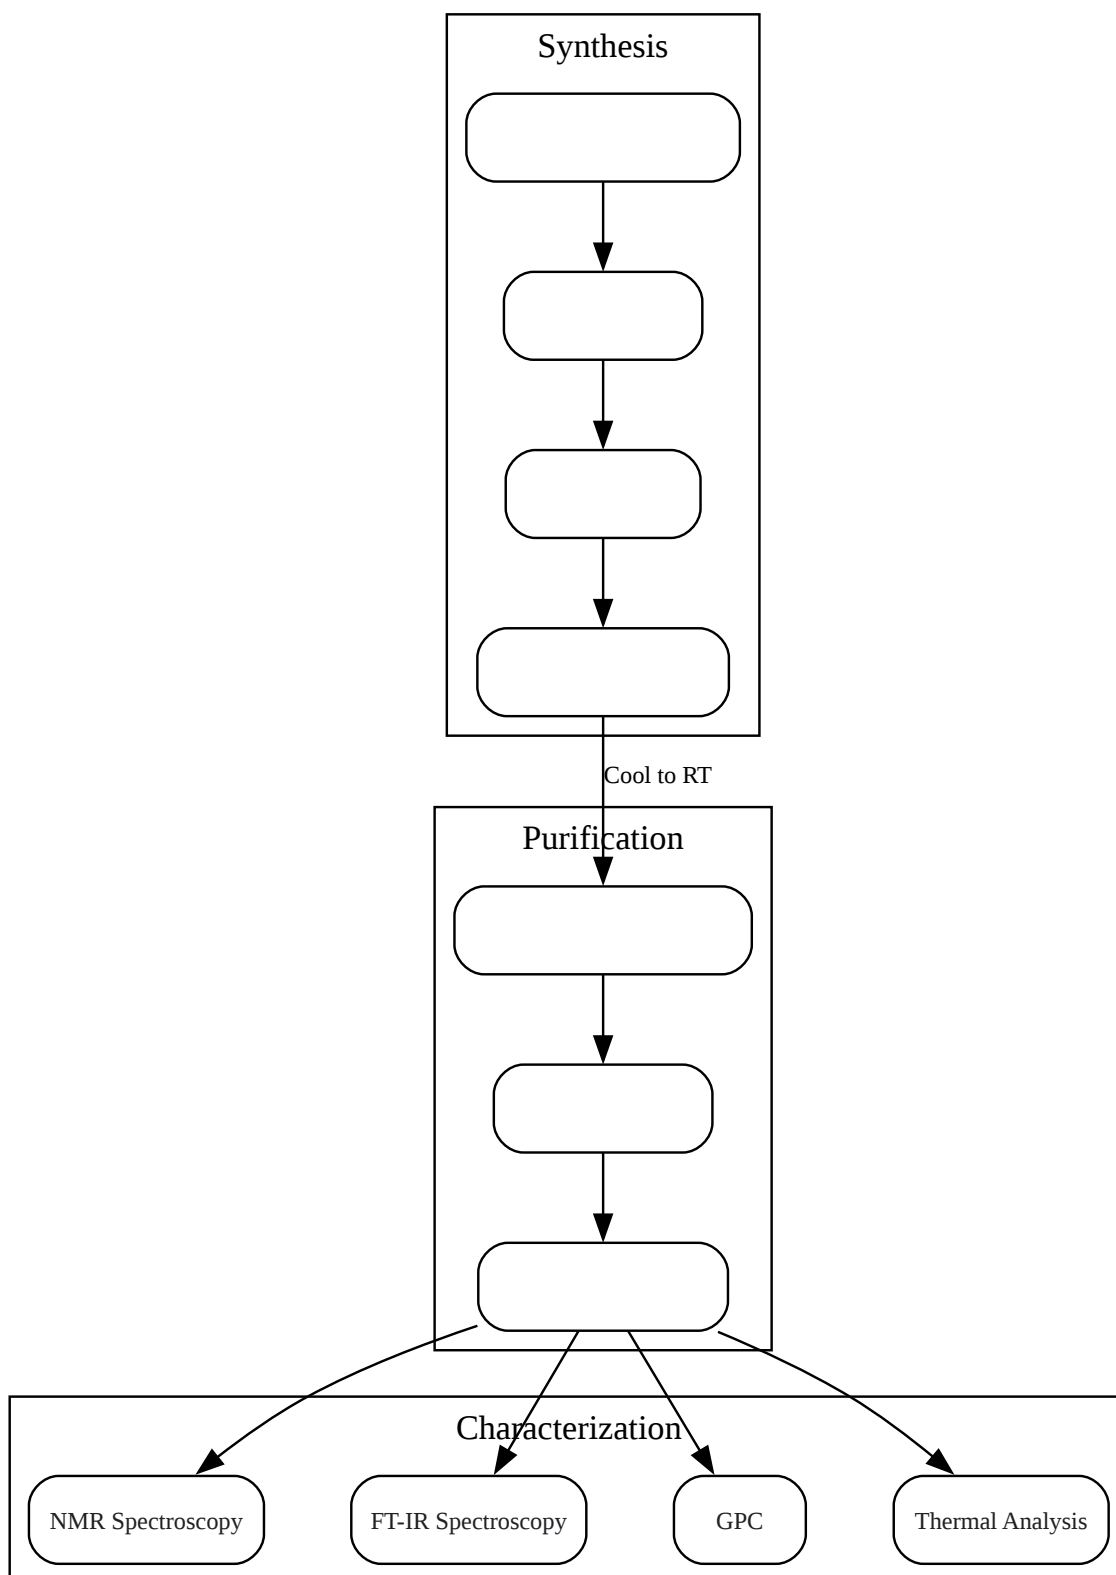 Synthesis
Cool to RT
Purification
Characterization
NMR Spectroscopy
FT-IR Spectroscopy
GPC
Thermal Analysis